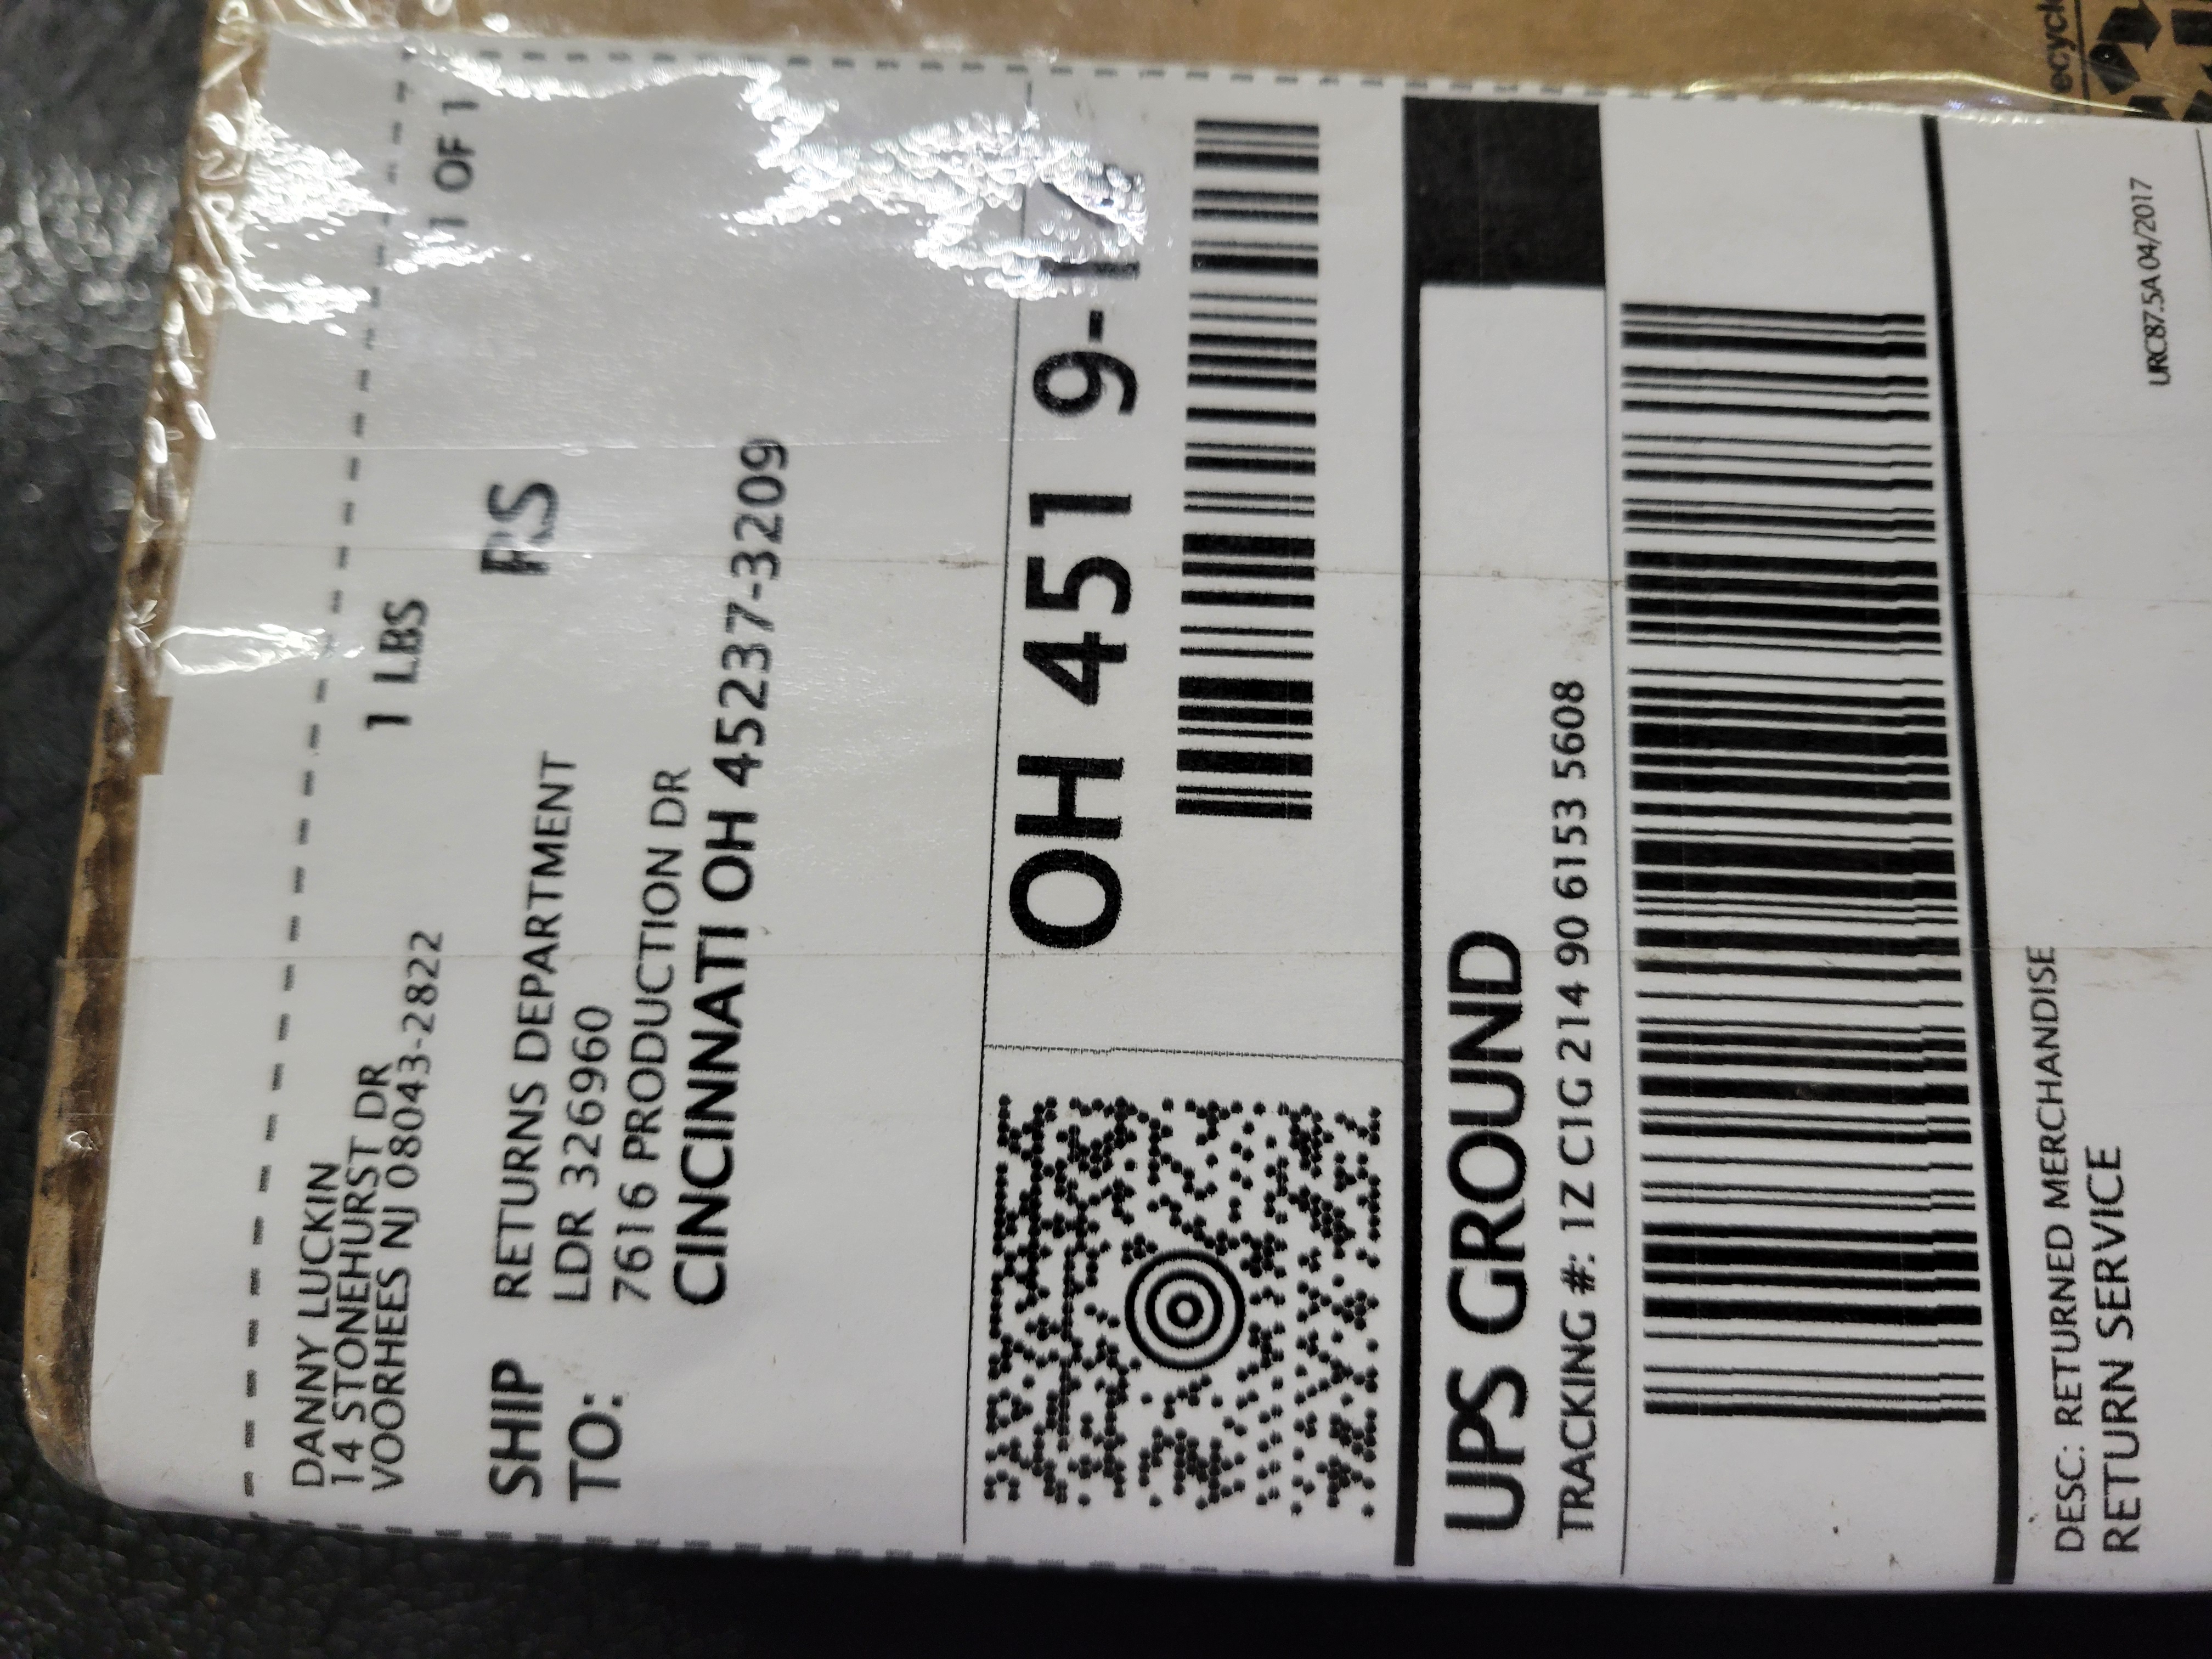 DANNY LUCKIN
14 STONEHURST DR
VOORHEES NJ 08043-2822
1 LBS
1 OF 1
RS
SHIP
TO:
RETURNS DEPARTMENT
LDR 326960
7616 PRODUCTION DR
CINCINNATI OH 45237-3209
OH 451 9-
UPS GROUND
TRACKING #: 1Z C1G 214 90 6153 5608
DESC: RETURNED MERCHANDISE
RETURN SERVICE
URC87.5A 04/2017